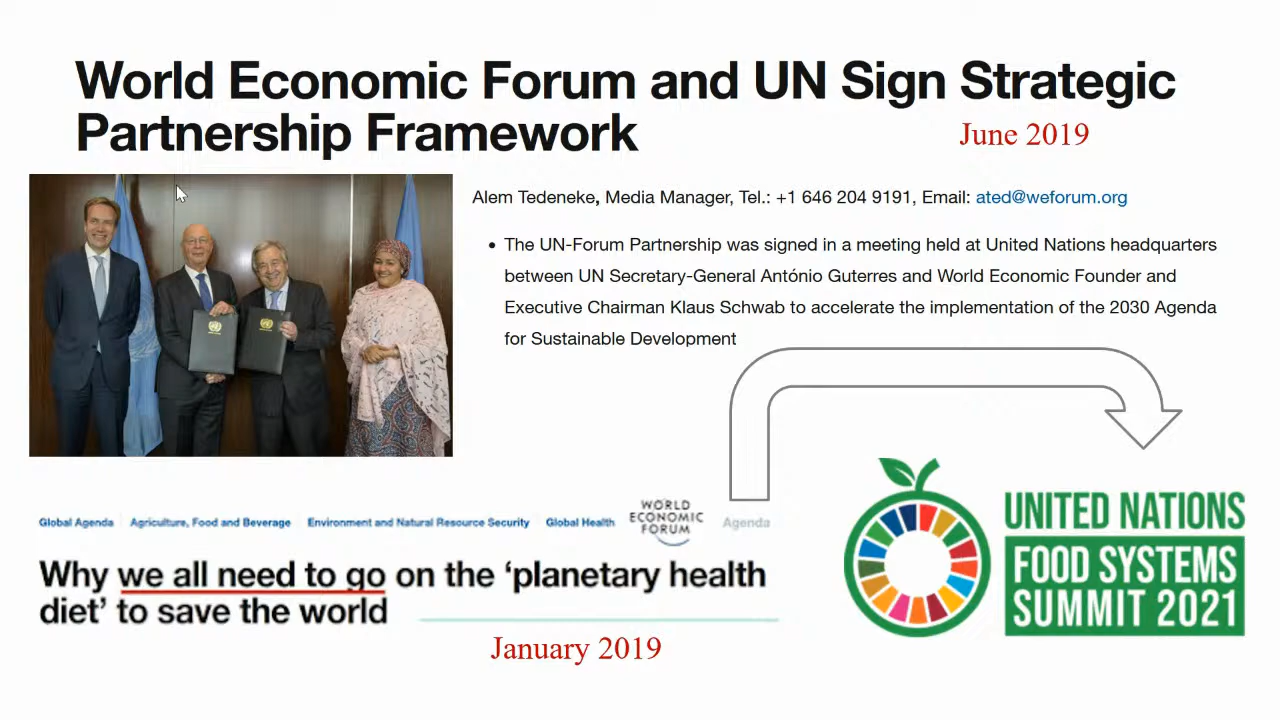 World Economic Forum and UN Sign Strategic
Partnership Framework
June 2019
Alem Tedeneke, Media Manager, Tel.: +1 646 204 9191, Email: ated@weforum.org
• The UN-Forum Partnership was signed in a meeting held at United Nations headquarters
between UN Secretary-General António Guterres and World Economic Founder and
Executive Chairman Klaus Schwab to accelerate the implementation of the 2030 Agenda
for Sustainable Development
Global Agenda Agriculture, Food and Beverage Environment and Natural Resource Security Global Health
WORLD
ECONOMIC
FORUM
Agenda
Why we all need to go on the ‘planetary health
diet’ to save the world
January 2019
UNITED NATIONS
FOOD SYSTEMS
SUMMIT 2021